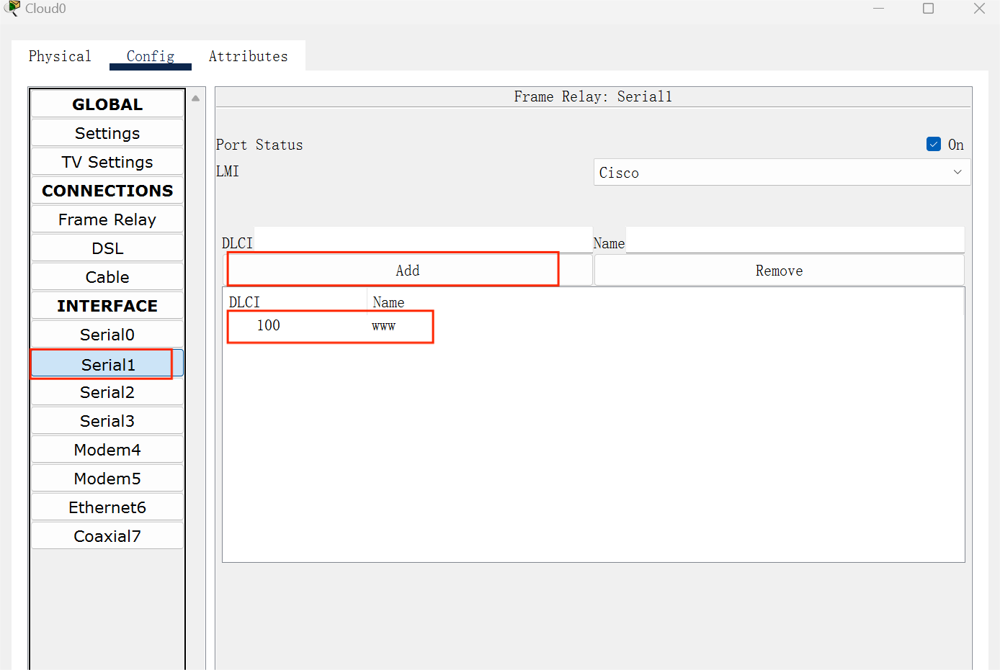 Cloud0
Physical Config Attributes
GLOBAL
Settings
TV Settings
CONNECTIONS
Frame Relay
DSL
Cable
INTERFACE
Serial0
Serial1
Serial2
Serial3
Modem4
Modem5
Ethernet6
Coaxial7
Frame Relay: Serial1
Port Status On
LMI Cisco
DLCI Name
Add Remove
DLCI Name
100 www